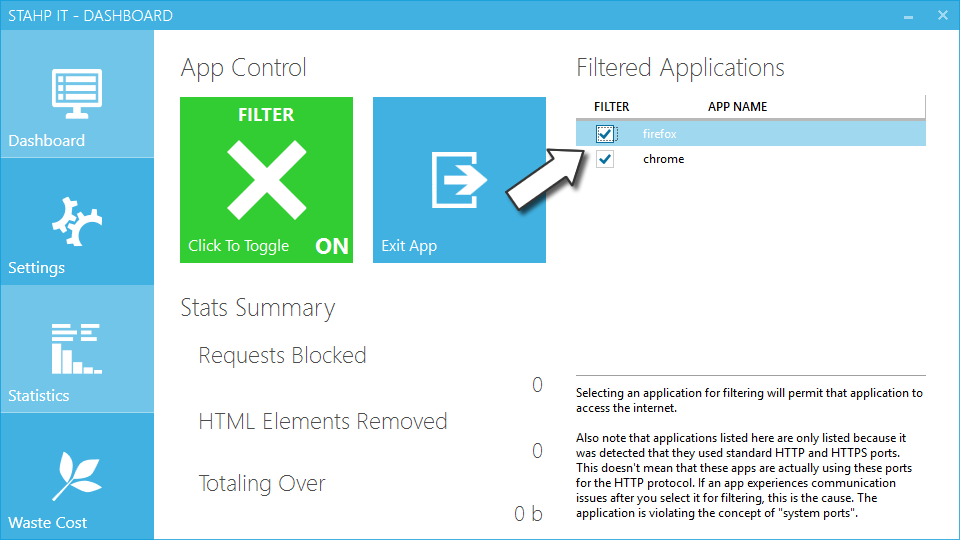 STAHP IT - DASHBOARD
Dashboard
Settings
Statistics
Waste Cost
App Control
FILTER
Click To Toggle
ON
Exit App
Stats Summary
Requests Blocked
0
HTML Elements Removed
0
Totaling Over
0 b
Filtered Applications
FILTER APP NAME
firefox
chrome
Selecting an application for filtering will permit that application to
access the internet.
Also note that applications listed here are only listed because it
was detected that they used standard HTTP and HTTPS ports.
This doesn't mean that these apps are actually using these ports
for the HTTP protocol. If an app experiences communication
issues after you select it for filtering, this is the cause. The
application is violating the concept of "system ports".